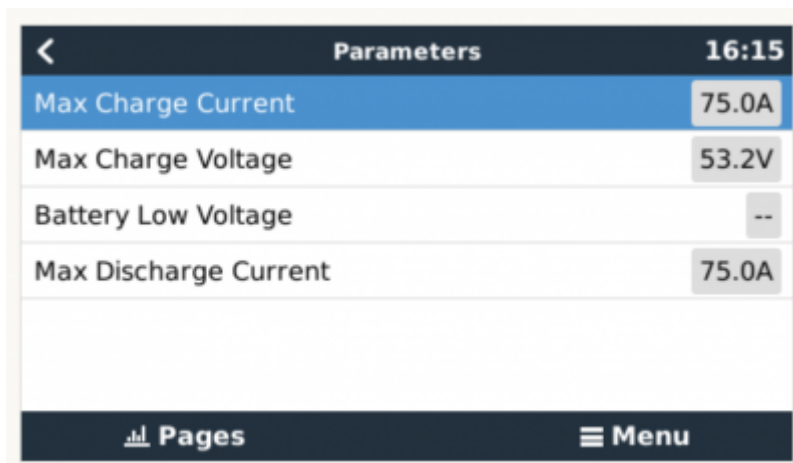 Parameters 16:15
Max Charge Current 75.0A
Max Charge Voltage 53.2V
Battery Low Voltage --
Max Discharge Current 75.0A
Pages Menu